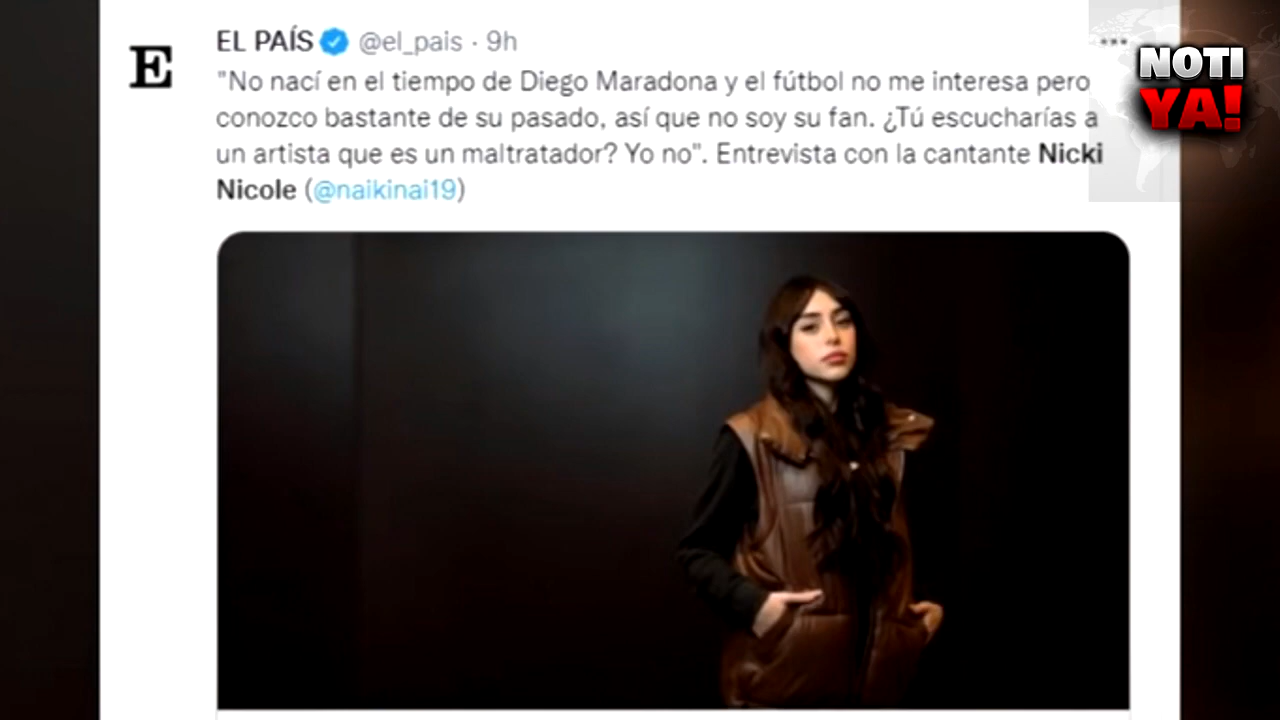 EL PAÍS @el_pais · 9h
"No nací en el tiempo de Diego Maradona y el fútbol no me interesa pero
conozco bastante de su pasado, así que no soy su fan. ¿Tú escucharías a
un artista que es un maltratador? Yo no". Entrevista con la cantante Nicki
Nicole (@naikinai19)
E
NOTI
YA!